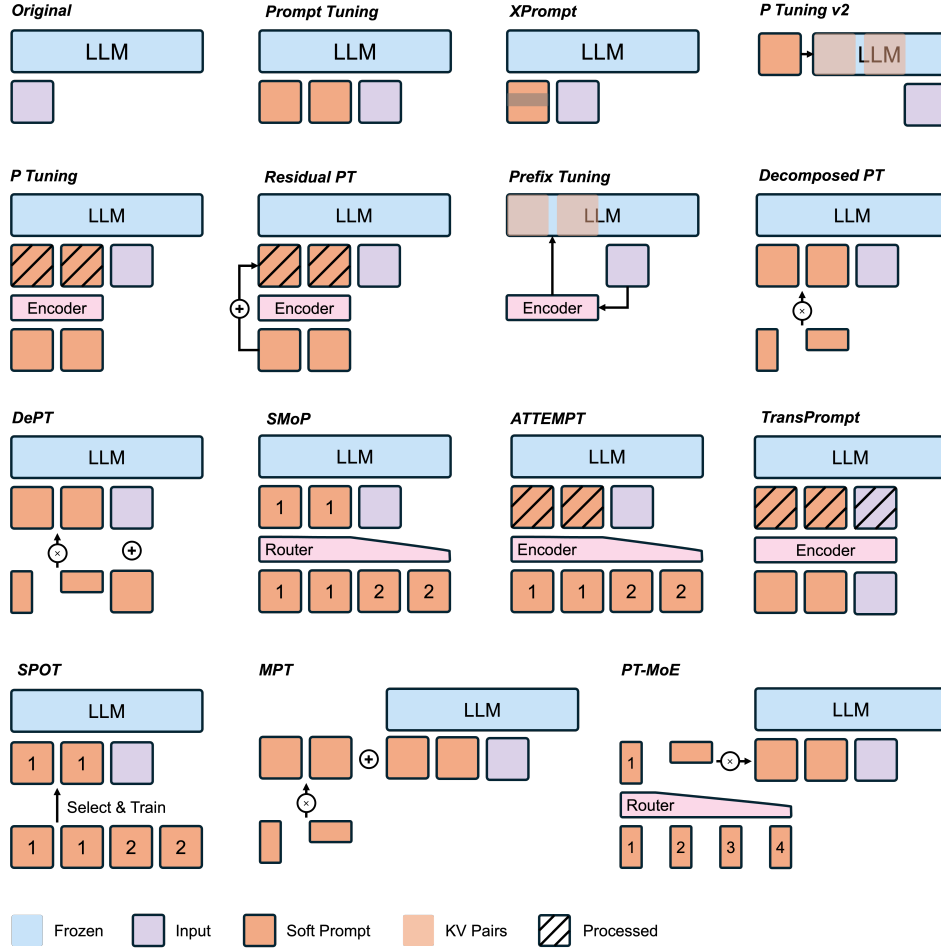 Original Prompt Tuning XPrompt P Tuning v2
LLM LLM LLM LLM
P Tuning Residual PT Prefix Tuning Decomposed PT
LLM LLM LLM LLM
Encoder Encoder Encoder
DePT SMoP ATTEMPT TransPrompt
LLM LLM LLM LLM
1 1
Router Encoder Encoder
1 1 2 2 1 1 2 2
SPOT MPT PT-MoE
LLM LLM LLM
1 1 1
Select & Train Router
1 1 2 2 1 2 3 4
Frozen Input Soft Prompt KV Pairs Processed